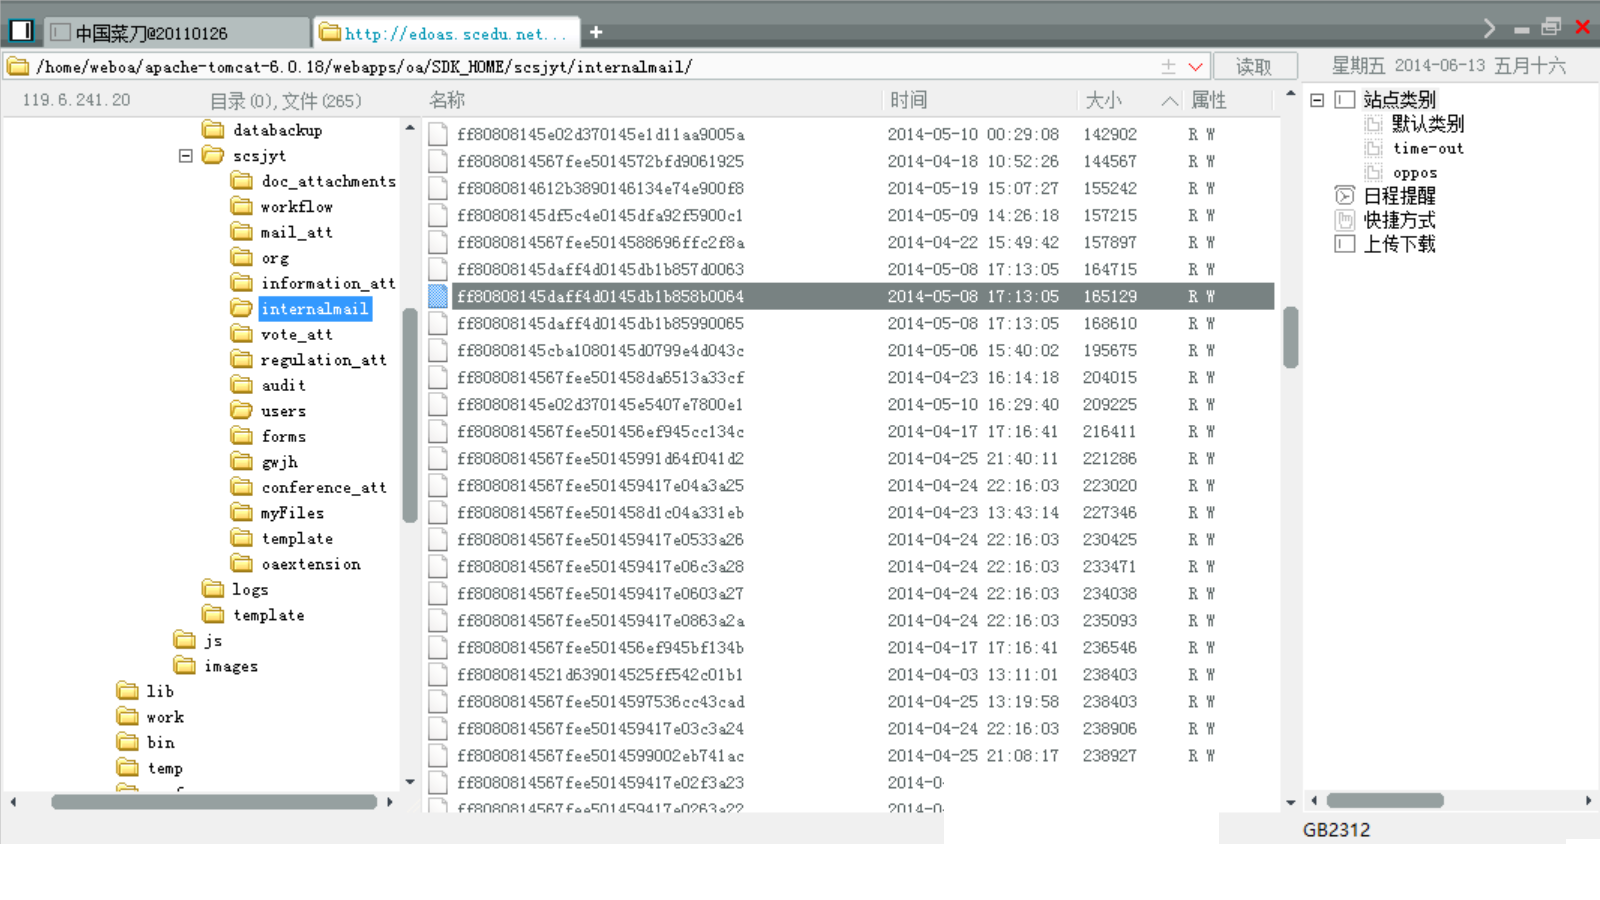 中国菜刀@20110126
http://edoas.scedu.net...
/home/weboa/apache-tomcat-6.0.18/webapps/oa/SDK_HOME/scsjyt/internalmail/
读取
星期五 2014-06-13 五月十六
119.6.241.20 目录(0),文件(265)
名称 时间 大小 属性
databackup
scsjyt
doc_attachments
workflow
mail_att
org
information_att
internalmail
vote_att
regulation_att
audit
users
forms
gwjh
conference_att
myFiles
template
oaextension
logs
template
js
images
lib
work
bin
temp
ff80808145e02d370145e1d11aa9005a 2014-05-10 00:29:08 142902 R W
ff8080814567fee5014572bfd9061925 2014-04-18 10:52:26 144567 R W
ff8080814612b3890146134e74e900f8 2014-05-19 15:07:27 155242 R W
ff80808145df5c4e0145dfa92f5900c1 2014-05-09 14:26:18 157215 R W
ff8080814567fee5014588696ffc2f8a 2014-04-22 15:49:42 157897 R W
ff80808145daff4d0145db1b857d0063 2014-05-08 17:13:05 164715 R W
ff80808145daff4d0145db1b858b0064 2014-05-08 17:13:05 165129 R W
ff80808145daff4d0145db1b85990065 2014-05-08 17:13:05 168610 R W
ff80808145cba1080145d0799e4d043c 2014-05-06 15:40:02 195675 R W
ff8080814567fee501458da6513a33cf 2014-04-23 16:14:18 204015 R W
ff80808145e02d370145e5407e7800e1 2014-05-10 16:29:40 209225 R W
ff8080814567fee501456ef945cc134c 2014-04-17 17:16:41 216411 R W
ff8080814567fee50145991d64f041d2 2014-04-25 21:40:11 221286 R W
ff8080814567fee501459417e04a3a25 2014-04-24 22:16:03 223020 R W
ff8080814567fee501458d1c04a331eb 2014-04-23 13:43:14 227346 R W
ff8080814567fee501459417e0533a26 2014-04-24 22:16:03 230425 R W
ff8080814567fee501459417e06c3a28 2014-04-24 22:16:03 233471 R W
ff8080814567fee501459417e0603a27 2014-04-24 22:16:03 234038 R W
ff8080814567fee501459417e0863a2a 2014-04-24 22:16:03 235093 R W
ff8080814567fee501456ef945bf134b 2014-04-17 17:16:41 236546 R W
ff8080814521d639014525ff542c01b1 2014-04-03 13:11:01 238403 R W
ff8080814567fee5014597536cc43cad 2014-04-25 13:19:58 238403 R W
ff8080814567fee501459417e03c3a24 2014-04-24 22:16:03 238906 R W
ff8080814567fee5014599002eb741ac 2014-04-25 21:08:17 238927 R W
ff8080814567fee501459417e02f3a23 2014-0
ff8080814567fee501459417e0263a22 2014-0
站点类别
默认类别
time-out
oppos
日程提醒
快捷方式
上传下载
GB2312